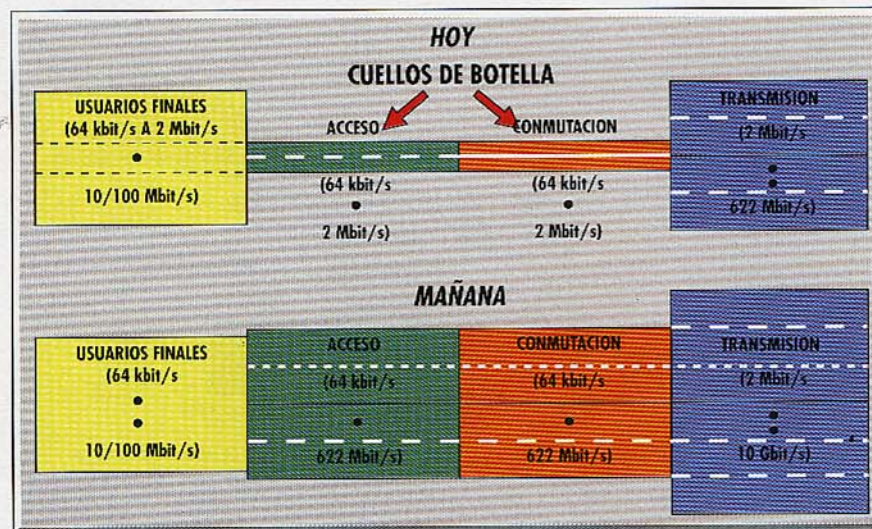 HOY
CUELLOS DE BOTELLA
USUARIOS FINALES
(64 kbit/s A 2 Mbit/s
•
10/100 Mbit/s)
ACCESO
(64 kbit/s
•
2 Mbit/s)
CONMUTACION
(64 kbit/s
•
2 Mbit/s)
TRANSMISION
(2 Mbit/s
•
•
622 Mbit/s)
MAÑANA
USUARIOS FINALES
(64 kbit/s
•
•
10/100 Mbit/s)
ACCESO
(64 kbit/s
•
622 Mbit/s)
CONMUTACION
(64 kbit/s
•
622 Mbit/s)
TRANSMISION
(2 Mbit/s
•
•
10 Gbit/s)